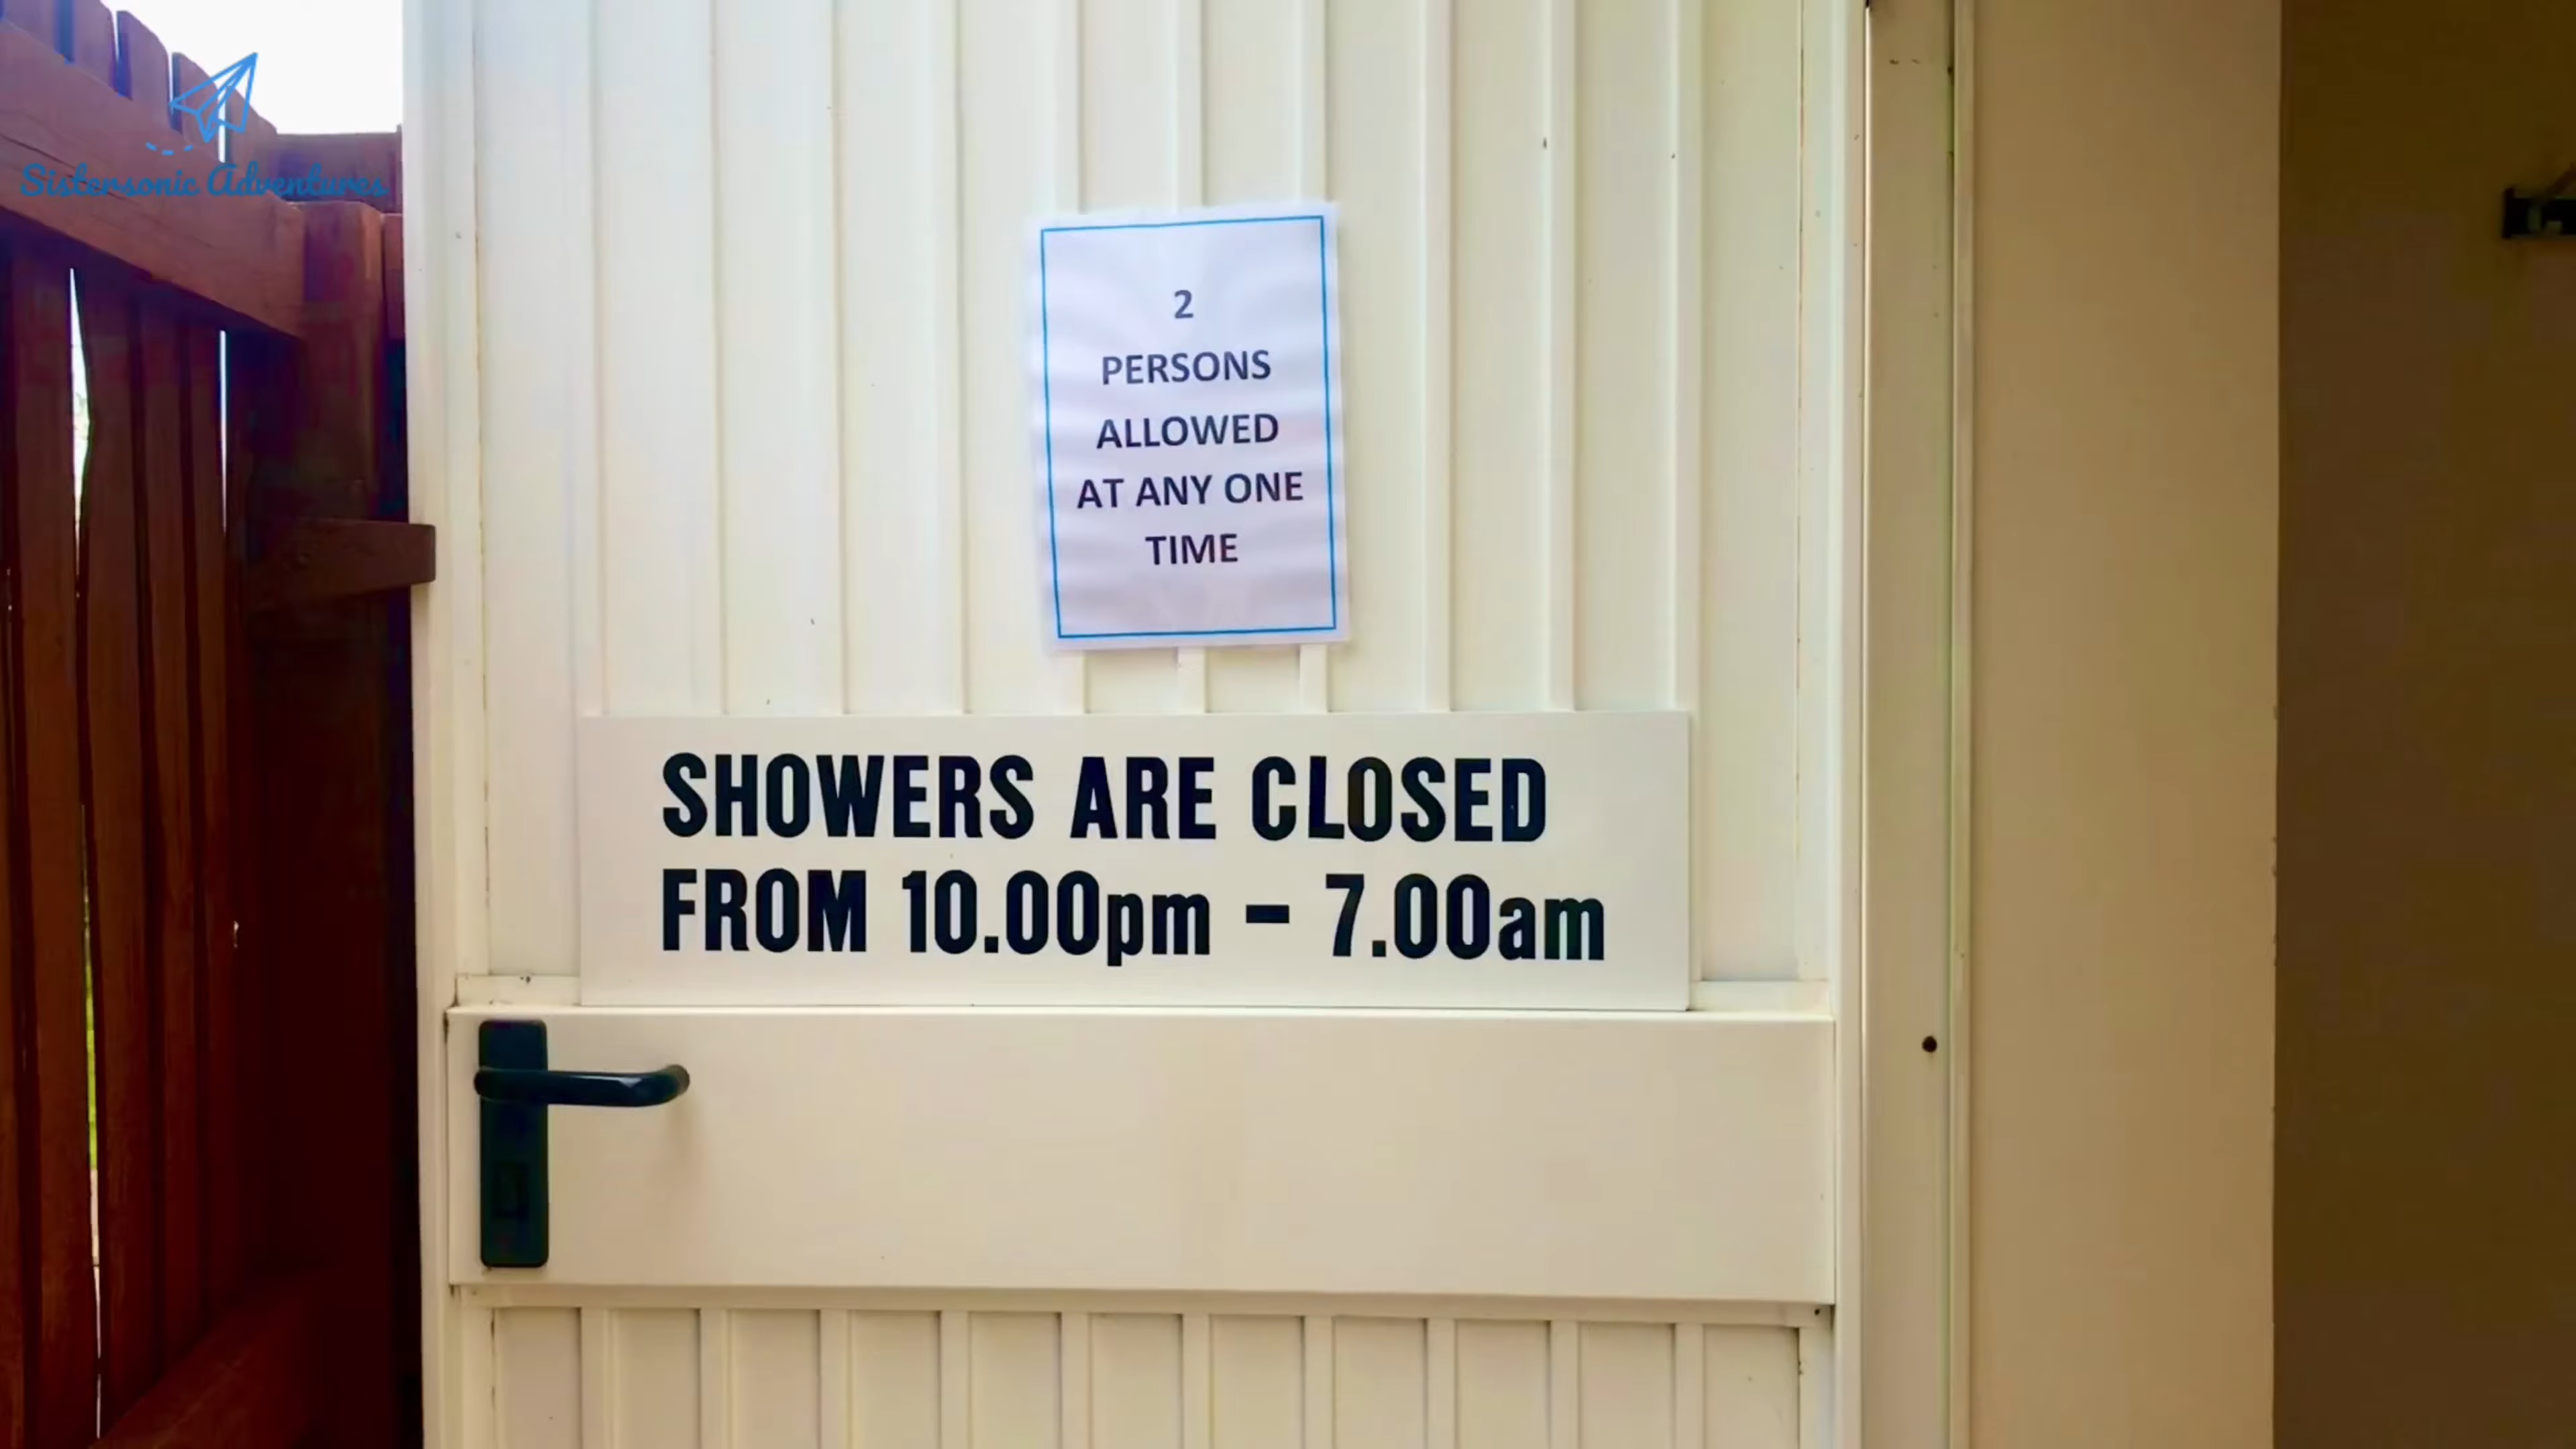 Sistersonic Adventures
2
PERSONS
ALLOWED
AT ANY ONE
TIME
SHOWERS ARE CLOSED
FROM 10.00pm - 7.00am